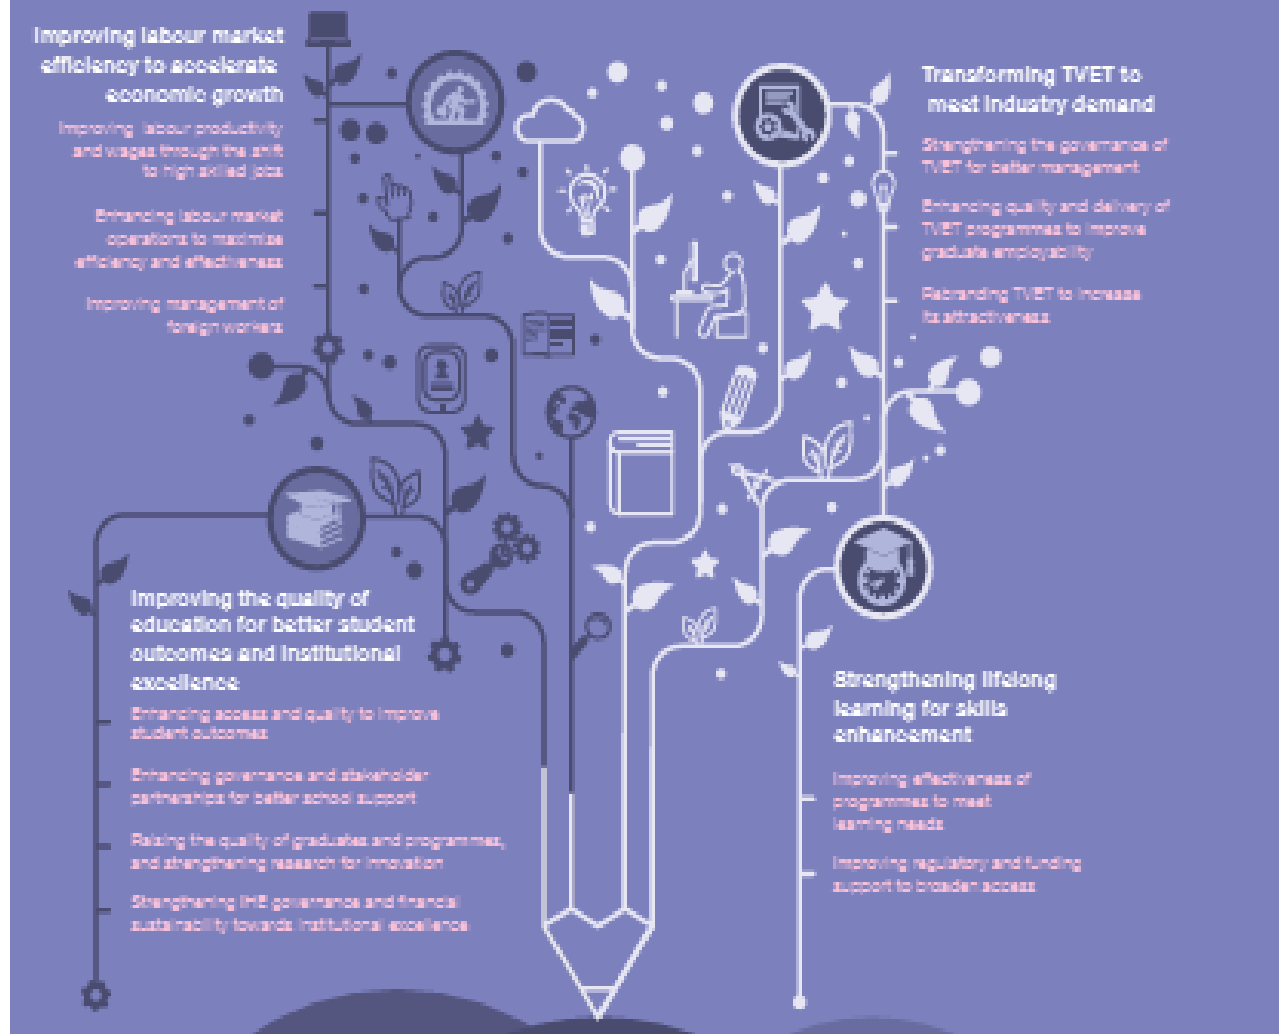 Improving labour market
efficiency to accelerate
economic growth
Improving labour productivity
and wages through the shift
to high skilled jobs
Enhancing labour market
operations to maximise
efficiency and effectiveness
Improving management of
foreign workers
Transforming TVET to
meet industry demand
Strengthening the governance of
TVET for better management
Enhancing quality and delivery of
TVET programmes to improve
graduate employability
Rebranding TVET to increase
its attractiveness
Improving the quality of
education for better student
outcomes and institutional
excellence
Enhancing access and quality to improve
student outcomes
Enhancing governance and stakeholder
partnerships for better school support
Raising the quality of graduates and programmes,
and strengthening research for innovation
Strengthening IHE governance and financial
sustainability towards institutional excellence
Strengthening lifelong
learning for skills
enhancement
Improving effectiveness of
programmes to meet
learning needs
Improving regulatory and funding
support to broaden access